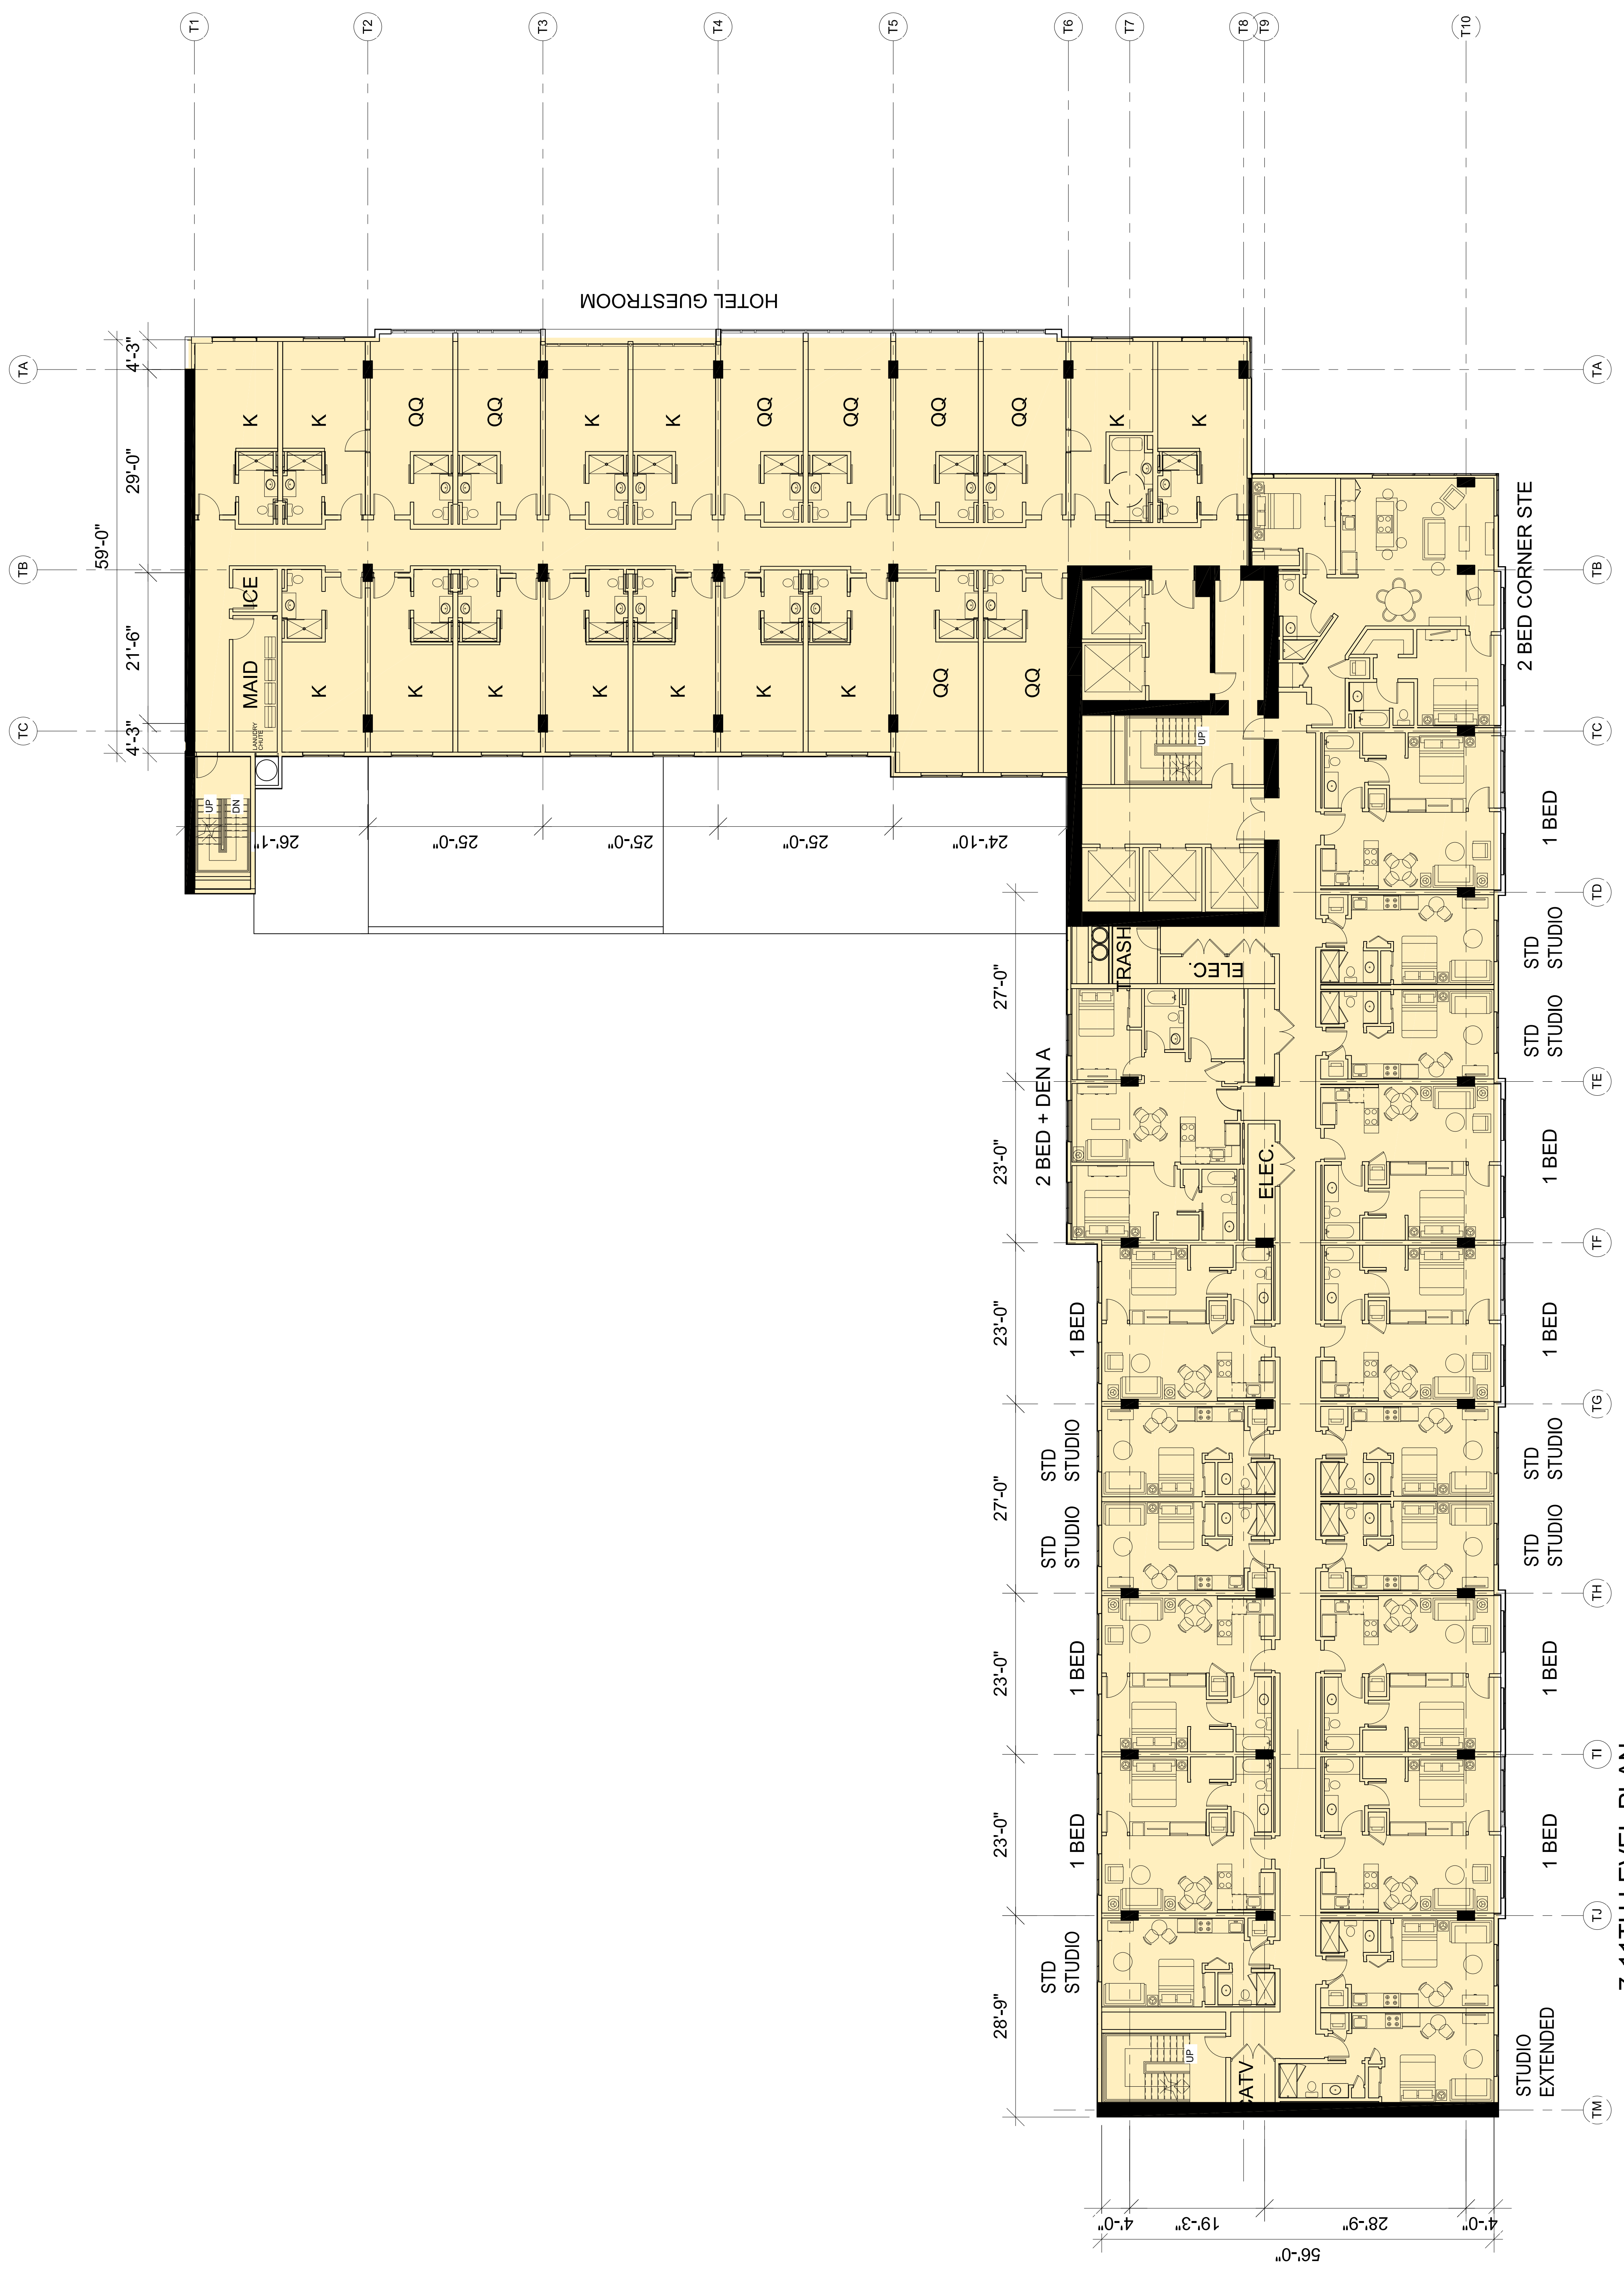 T1
T2
T3
T4
T5
T6
T7
T8
T9
T10
HOTEL GUESTROOM
TA
TB
TC
4'-3"
29'-0"
59'-0"
21'-6"
4'-3"
TA
TB
TC
TD
TE
TF
TG
TH
TI
TJ
TM
K
K
QQ
QQ
K
K
QQ
QQ
QQ
QQ
K
K
ICE
MAID
LANUDRY
CHUTE
K
K
K
K
K
K
K
QQ
QQ
UP
DN
26'-1"
25'-0"
25'-0"
25'-0"
24'-10"
UP
2 BED CORNER STE
1 BED
STD
STUDIO
STD
STUDIO
1 BED
1 BED
STD
STUDIO
STD
STUDIO
1 BED
1 BED
STUDIO
EXTENDED
TRASH
ELEC.
ELEC.
2 BED + DEN A
1 BED
STD
STUDIO
STD
STUDIO
1 BED
1 BED
STD
STUDIO
27'-0"
23'-0"
23'-0"
27'-0"
23'-0"
23'-0"
28'-9"
UP
CATV
4'-0"
19'-3"
28'-9"
4'-0"
56'-0"